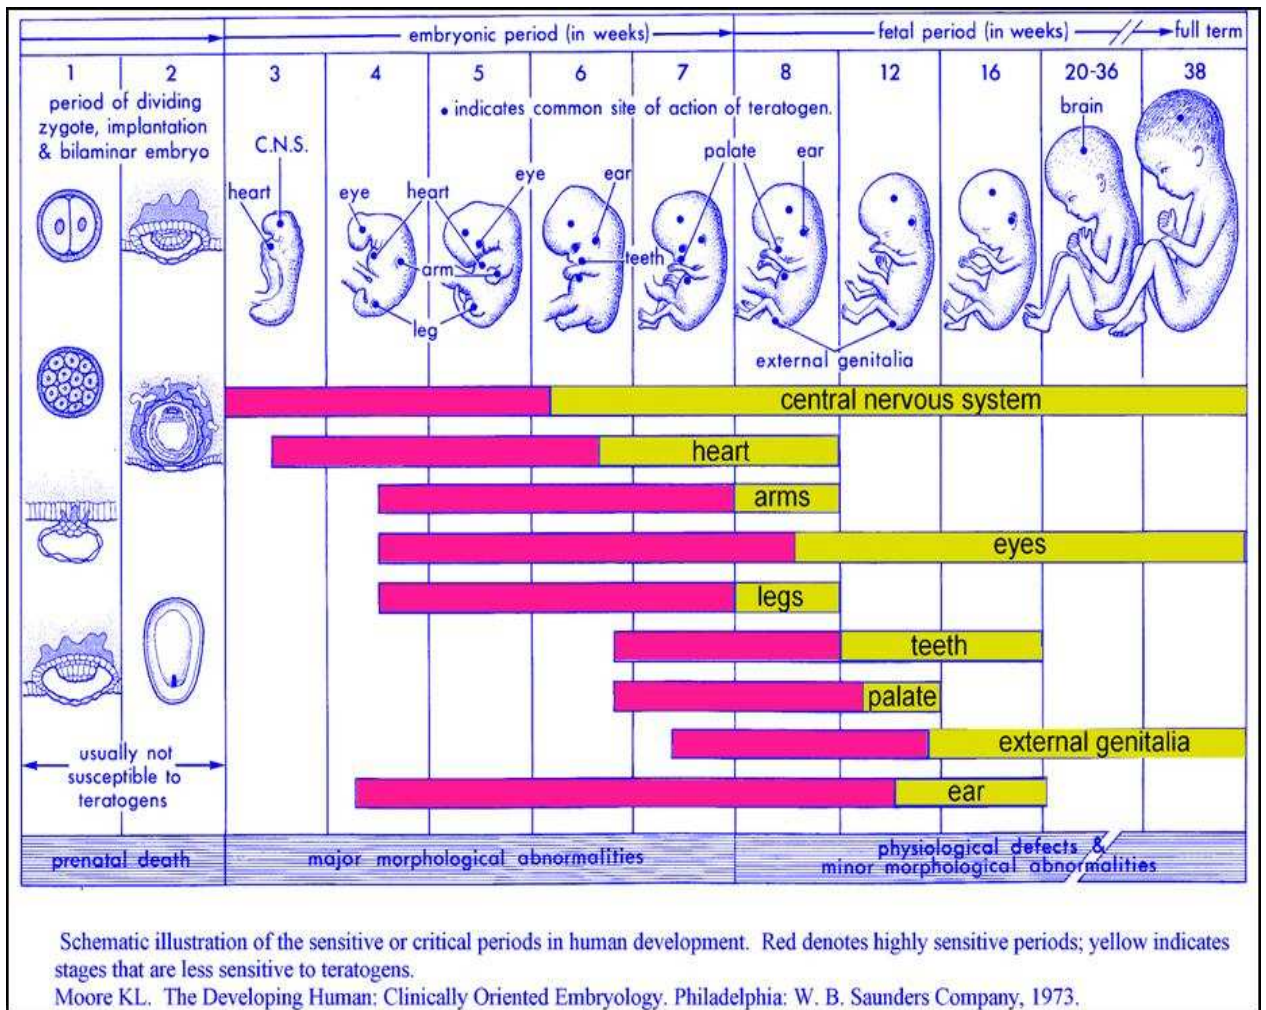 embryonic period (in weeks)
fetal period (in weeks)
full term
1
2
3
4
5
6
7
8
12
16
20-36
38
period of dividing
zygote, implantation
& bilaminar embryo
• indicates common site of action of teratogen.
brain
C.N.S.
heart
eye
heart
eye
ear
palate
ear
arm
teeth
leg
external genitalia
central nervous system
heart
arms
eyes
legs
teeth
palate
external genitalia
ear
usually not
susceptible to
teratogens
prenatal death
major morphological abnormalities
physiological defects &
minor morphological abnormalities
Schematic illustration of the sensitive or critical periods in human development. Red denotes highly sensitive periods; yellow indicates
stages that are less sensitive to teratogens.
Moore KL. The Developing Human: Clinically Oriented Embryology. Philadelphia: W. B. Saunders Company, 1973.